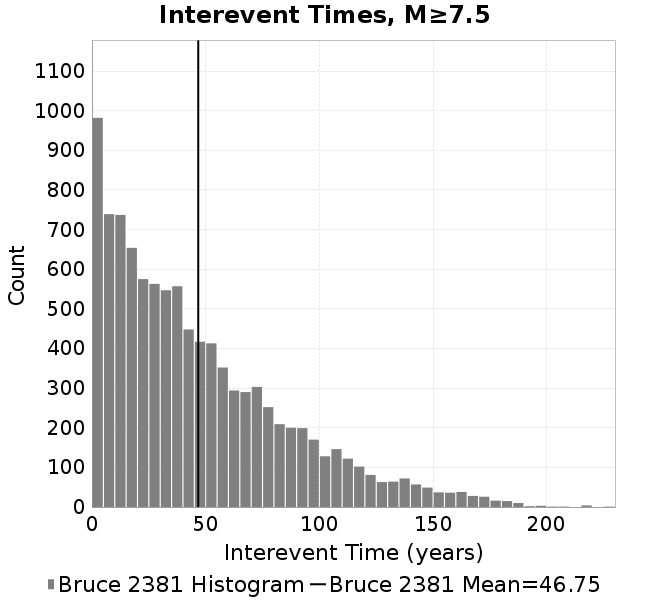 Interevent Times, M≥7.5
1100
1000
900
800
700
600
500
400
300
200
100
0
Count
0 50 100 150 200
Interevent Time (years)
Bruce 2381 Histogram Bruce 2381 Mean=46.75